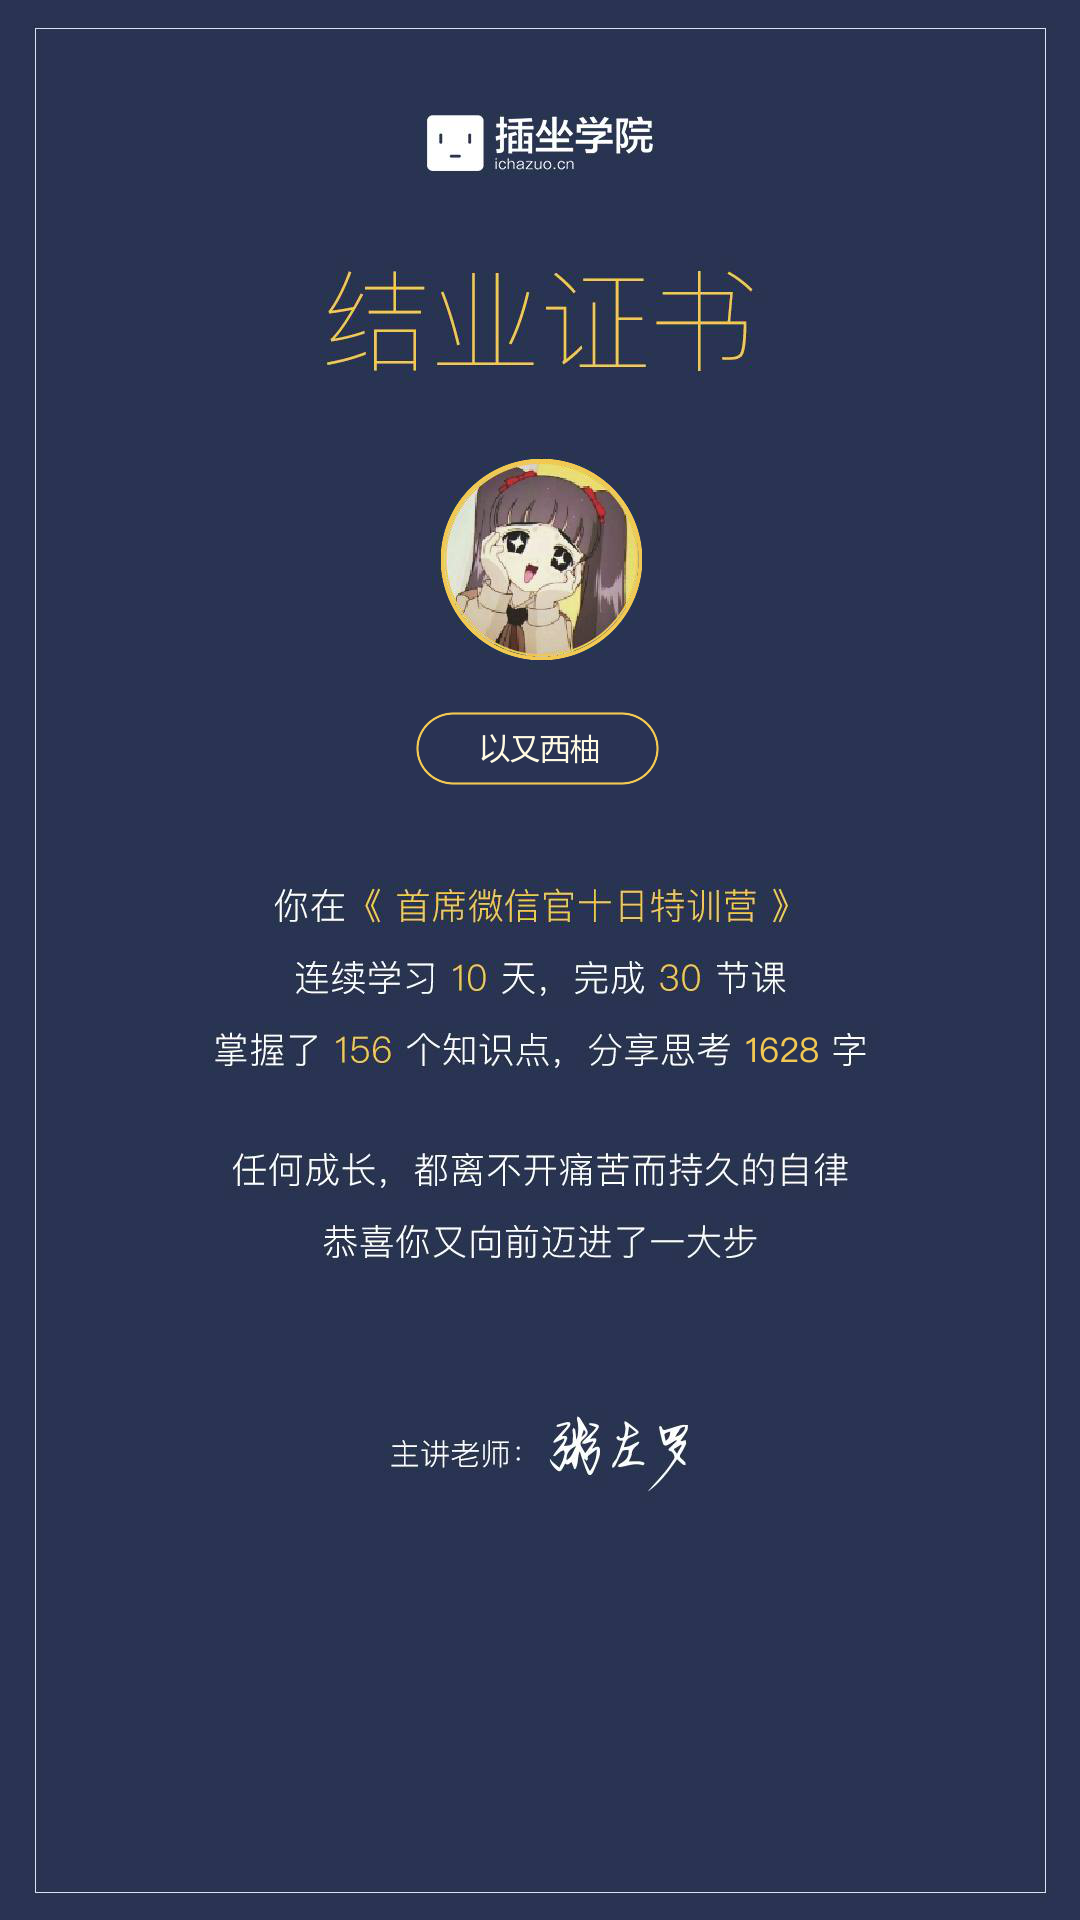 插坐学院
ichazuo.cn
结业证书
以又西柚
你在《 首席微信官十日特训营 》
连续学习 10 天，完成 30 节课
掌握了 156 个知识点，分享思考 1628 字
任何成长，都离不开痛苦而持久的自律
恭喜你又向前迈进了一大步
主讲老师：粥左罗